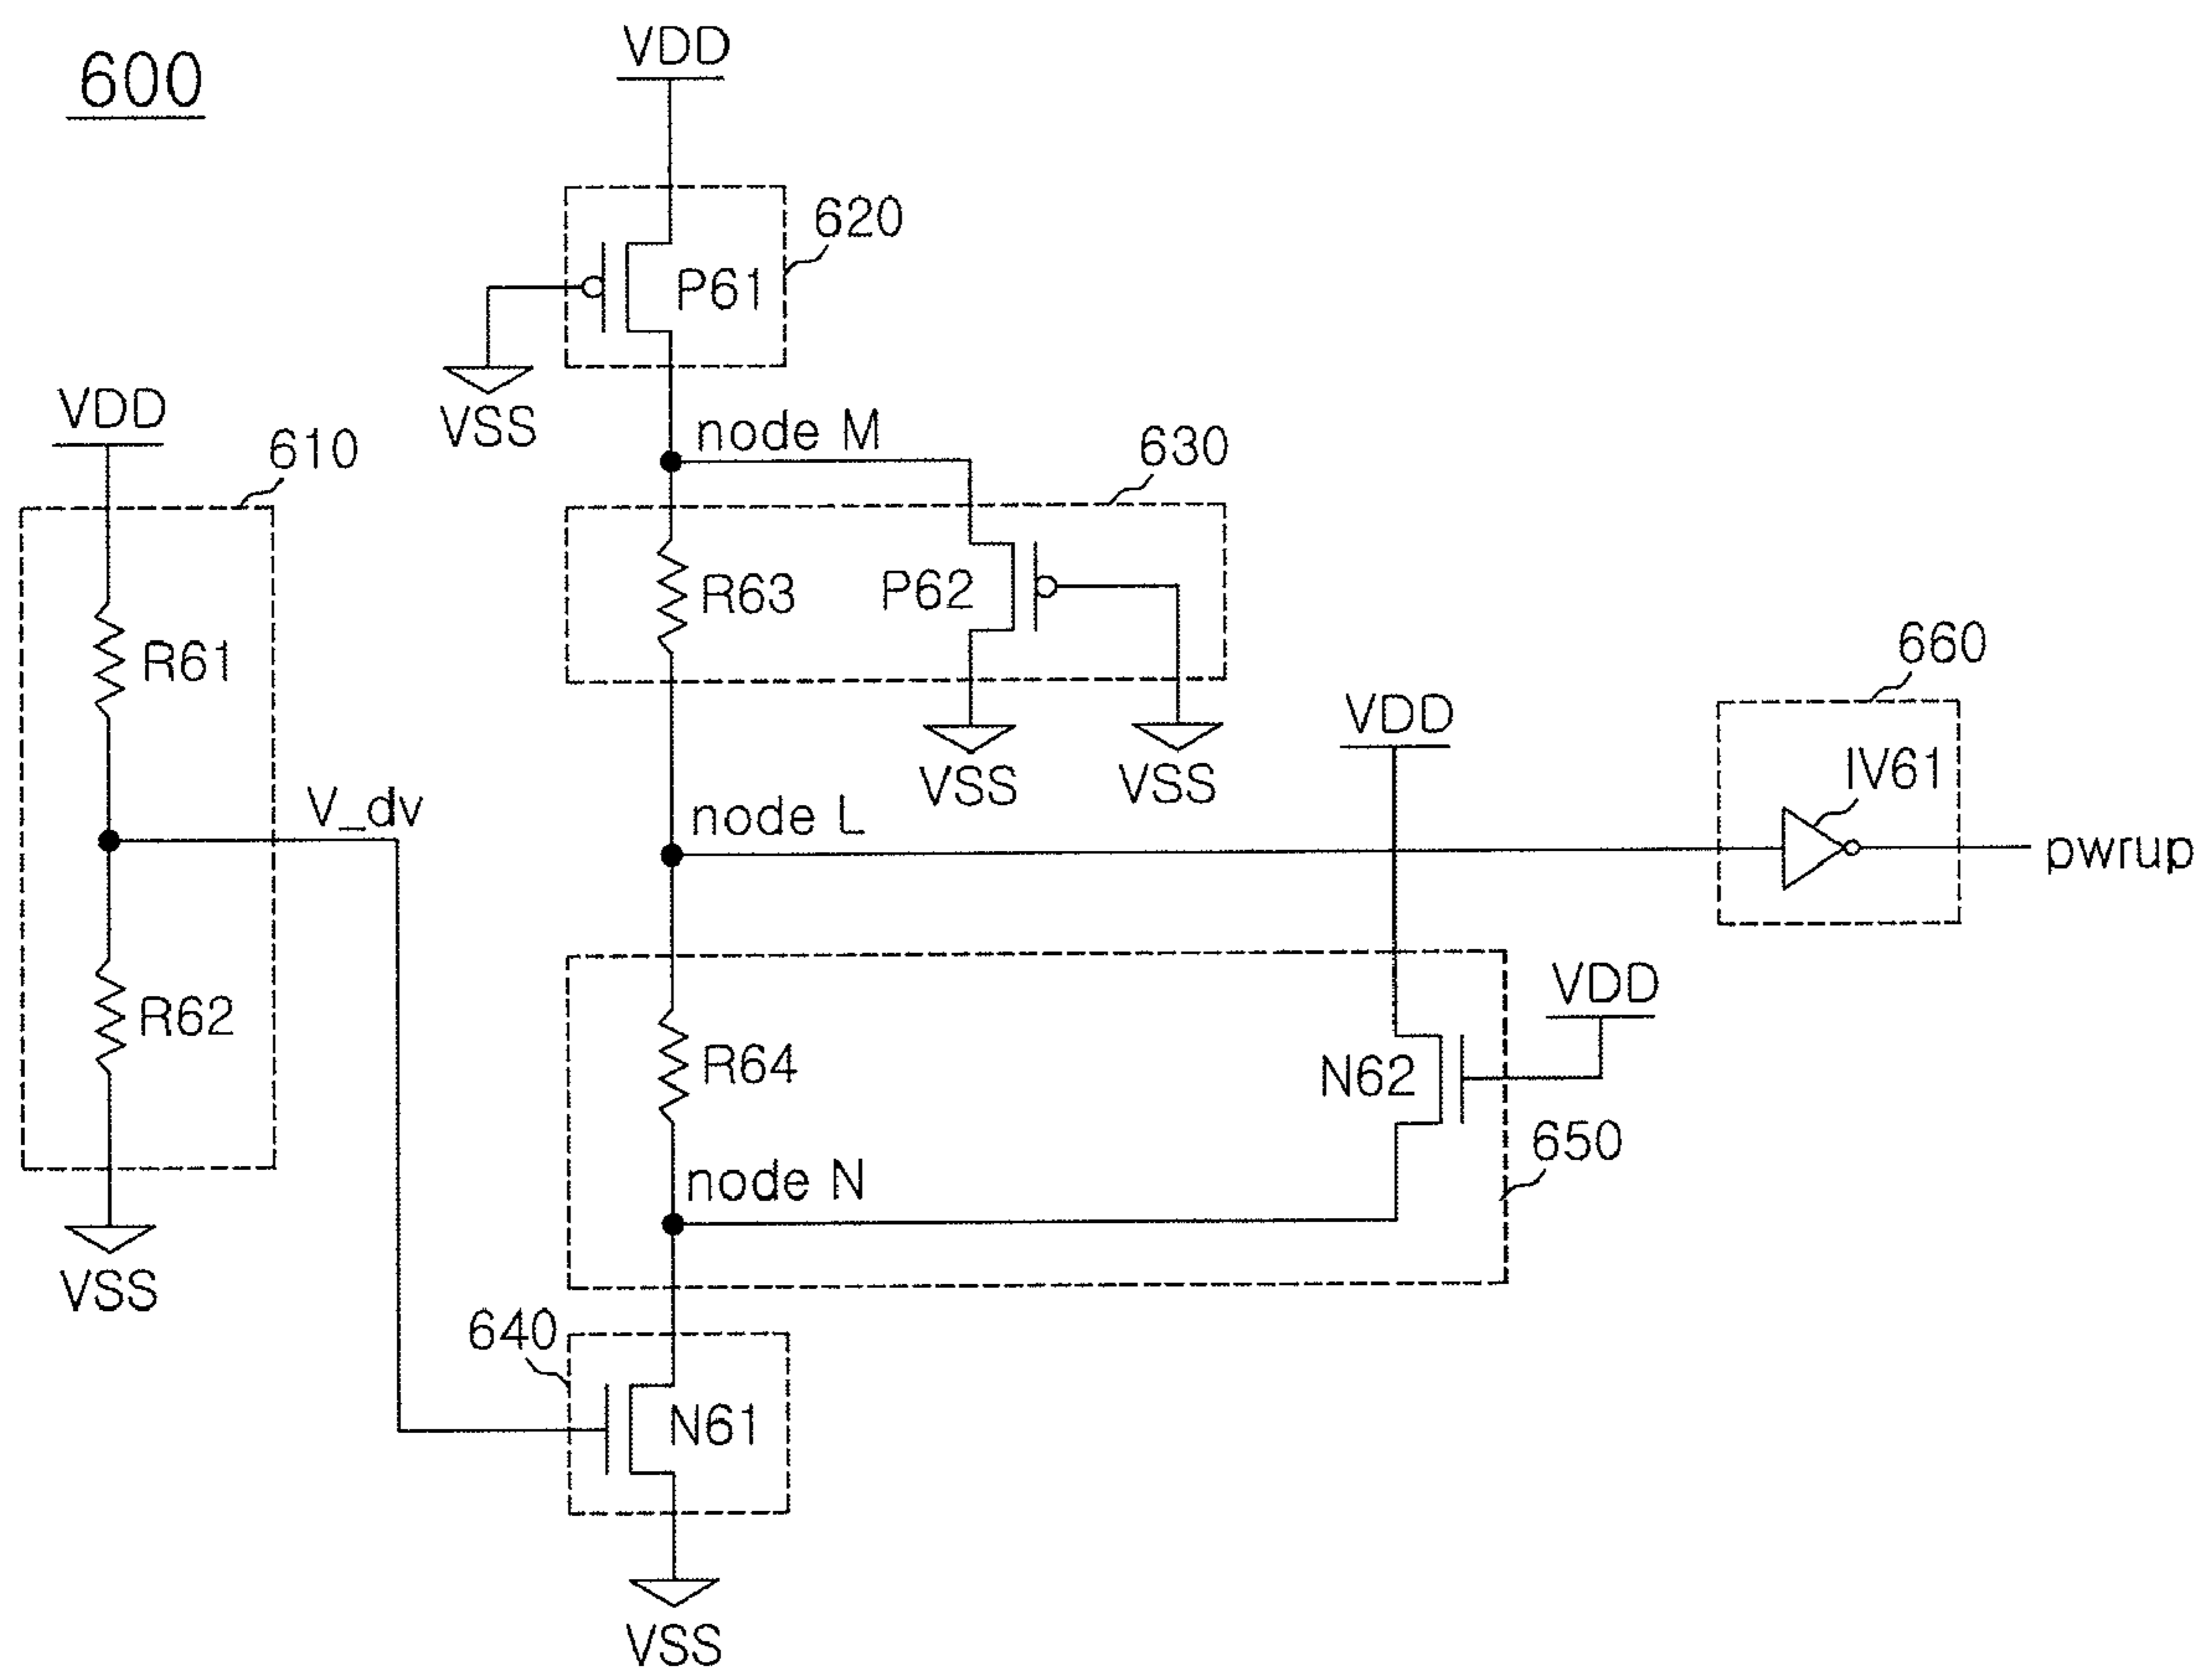 600
VDD
620
P61
VSS
VDD
610
node M
630
R63
P62
R61
660
VDD
IV61
VSS
VSS
V_dv
node L
pwrup
R62
VDD
R64
N62
650
node N
VSS
640
N61
VSS